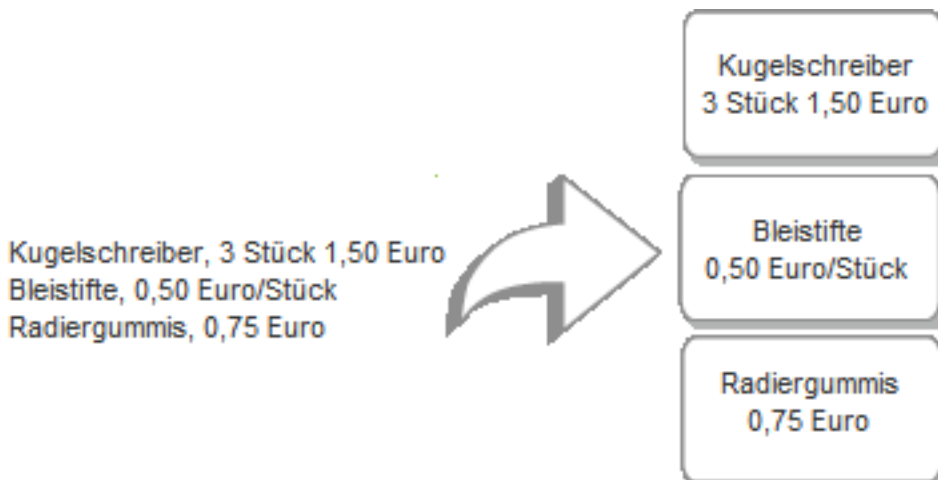 Kugelschreiber, 3 Stück 1,50 Euro
Bleistifte, 0,50 Euro/Stück
Radiergummis, 0,75 Euro
Kugelschreiber
3 Stück 1,50 Euro
Bleistifte
0,50 Euro/Stück
Radiergummis
0,75 Euro